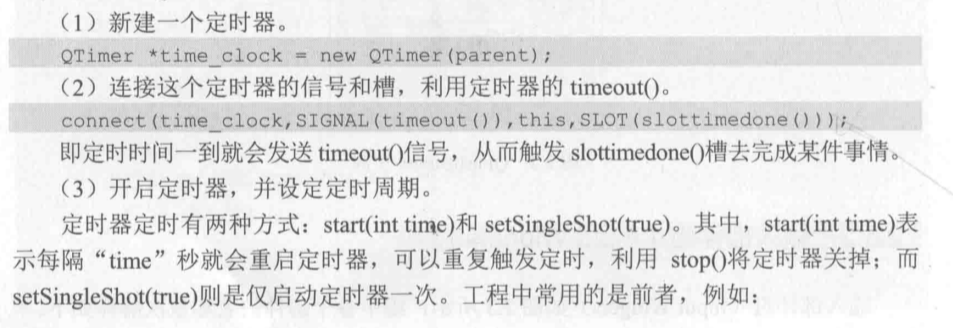 （1）新建一个定时器。
QTimer *time_clock = new QTimer(parent);
（2）连接这个定时器的信号和槽，利用定时器的 timeout()。
connect(time_clock,SIGNAL(timeout()),this,SLOT(slottimedone()));
即定时时间一到就会发送 timeout()信号，从而触发 slottimedone()槽去完成某件事情。
（3）开启定时器，并设定定时周期。
定时器定时有两种方式：start(int time)和 setSingleShot(true)。其中，start(int time)表
示每隔“time”秒就会重启定时器，可以重复触发定时，利用 stop()将定时器关掉；而
setSingleShot(true)则是仅启动定时器一次。工程中常用的是前者，例如：